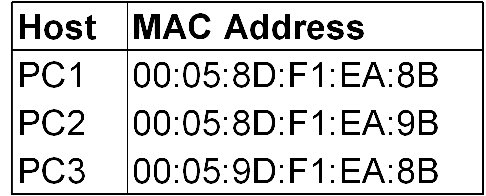 Host MAC Address
PC1 00:05:8D:F1:EA:8B
PC2 00:05:8D:F1:EA:9B
PC3 00:05:9D:F1:EA:8B